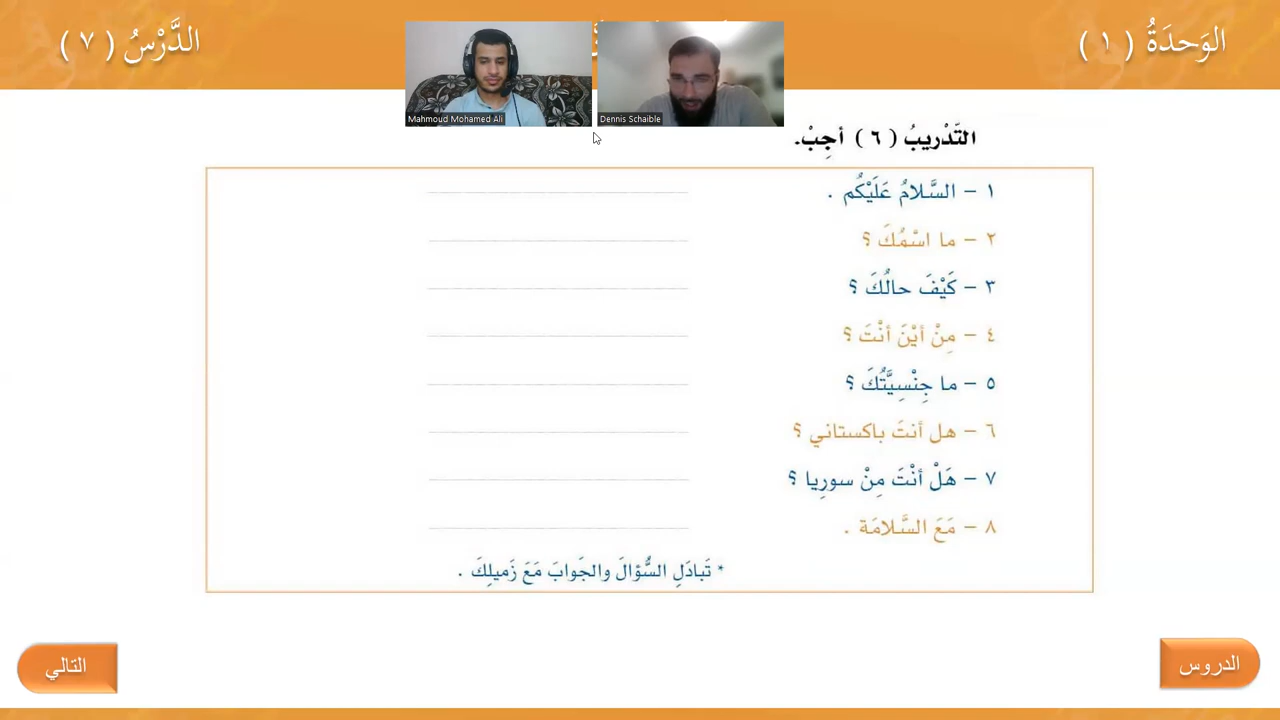 الوَحدَةُ ( ١ )
الدَّرْسُ ( ٧ )
Mahmoud Mohamed Ali
Dennis Schaible
التّدْريبُ ( ٦ ) أجِبْ.
١ – السَّلامُ عَلَيْكُم .
٢ – ما اسْمُكَ ؟
٣ – كَيْفَ حالُكَ ؟
٤ – مِنْ أيْنَ أنْتَ ؟
٥ – ما جِنْسِيَّتُكَ ؟
٦ – هل أنتَ باكستاني ؟
٧ – هَلْ أنْتَ مِنْ سورِيا ؟
٨ – مَعَ السَّلامَة .
* تَبادَلِ السُّؤالَ والجَوابَ مَعَ زَميلِكَ .
الدروس
التالي